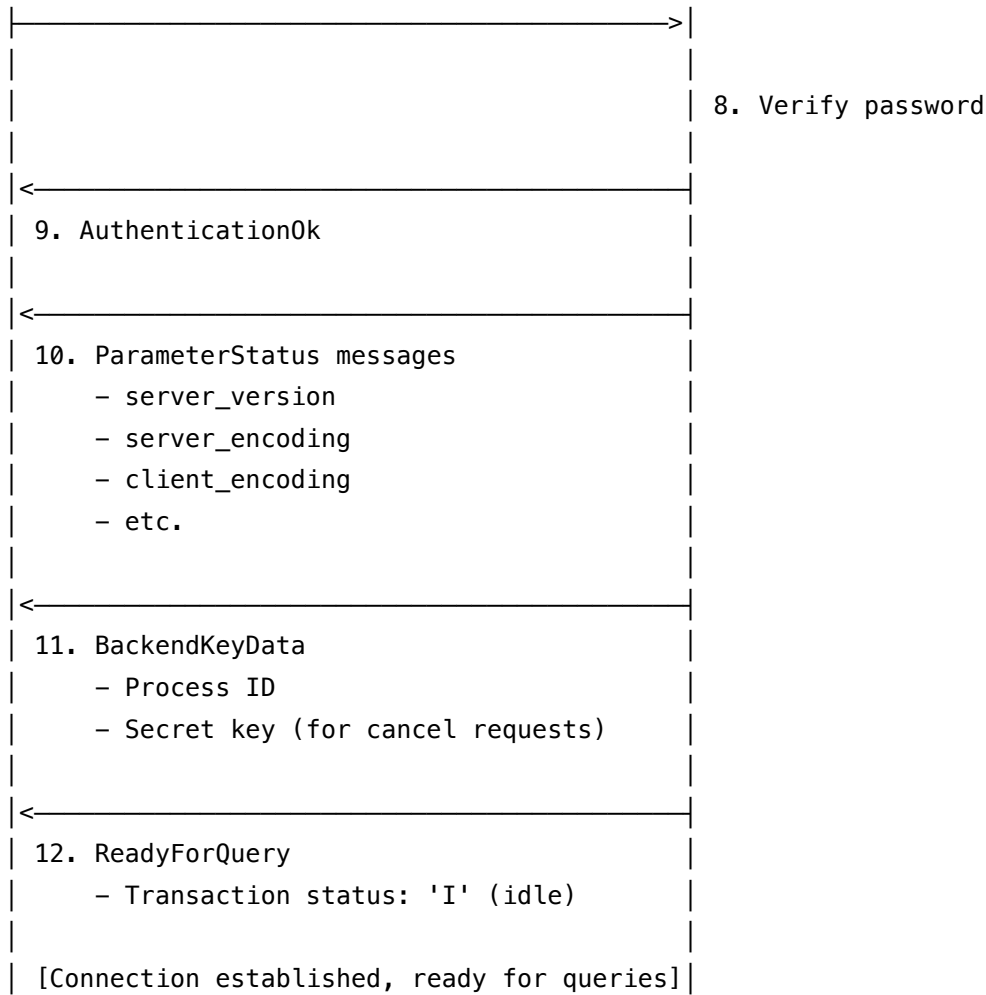 8. Verify password
9. AuthenticationOk
10. ParameterStatus messages
- server_version
- server_encoding
- client_encoding
- etc.
11. BackendKeyData
- Process ID
- Secret key (for cancel requests)
12. ReadyForQuery
- Transaction status: 'I' (idle)
[Connection established, ready for queries]